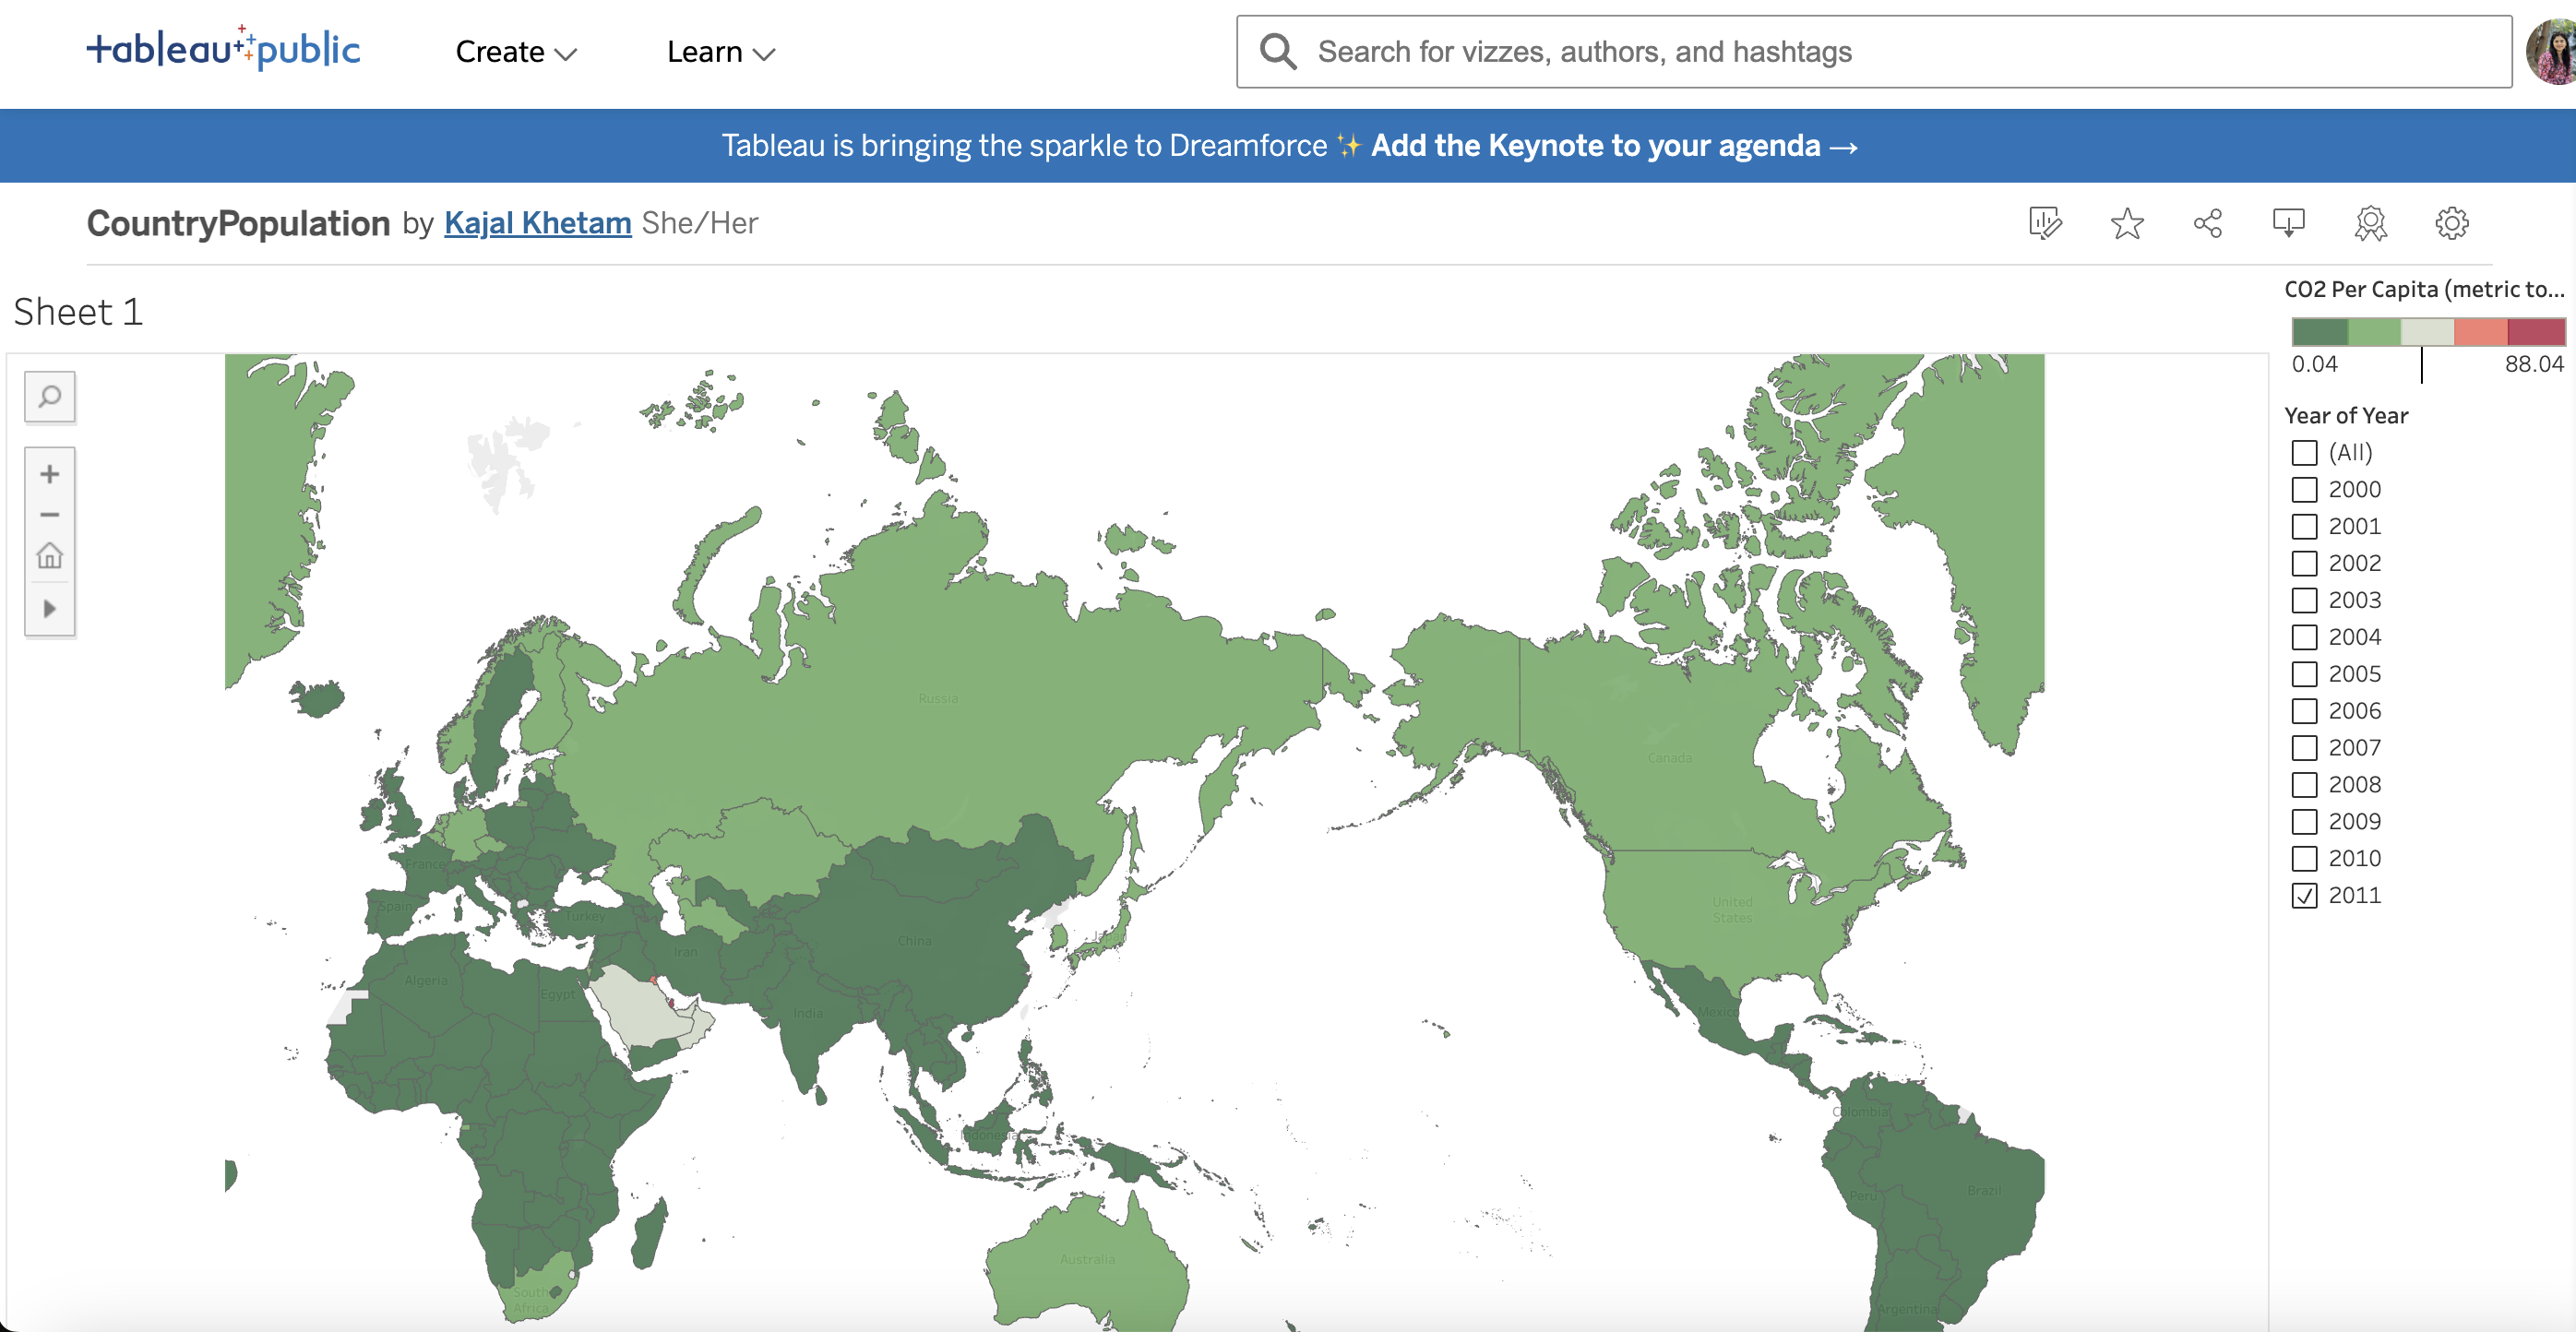 tableau public
Create
Learn
Search for vizzes, authors, and hashtags
Tableau is bringing the sparkle to Dreamforce ✨ Add the Keynote to your agenda →
CountryPopulation by Kajal Khetam She/Her
Sheet 1
CO2 Per Capita (metric to...
0.04
88.04
Year of Year
(All)
2000
2001
2002
2003
2004
2005
2006
2007
2008
2009
2010
2011
Russia
Canada
France
Spain
Turkey
United
States
China
Japan
Iran
Algeria
Egypt
India
Mexico
Colombia
Indonesia
Peru
Brazil
Australia
South
Africa
Argentina